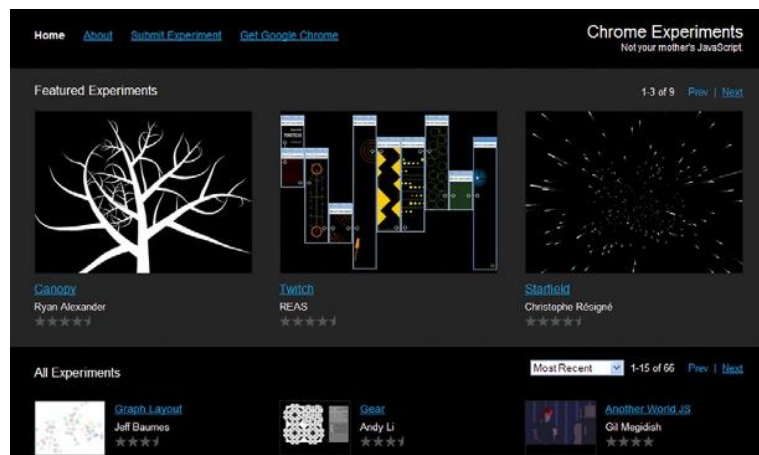 Home About Submit Experiment Get Google Chrome
Chrome Experiments
Not your mother's JavaScript.
Featured Experiments
1-3 of 9 Prev | Next
Canopy
Ryan Alexander
Twitch
REAS
Starfield
Christophe Résigné
All Experiments
Most Recent 1-15 of 66 Prev | Next
Graph Layout
Jeff Baumes
Gear
Andy Li
Another World JS
Gil Megidish